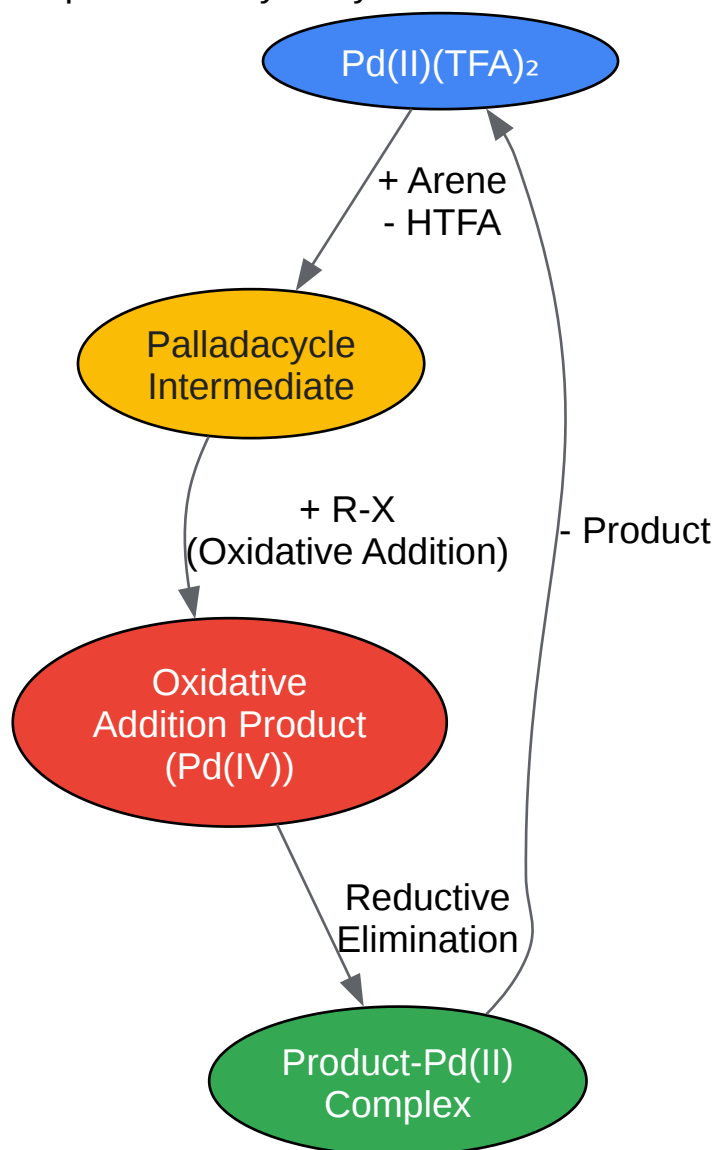 Pd(II)(TFA)₂
+ Arene
- HTFA
Palladacycle
Intermediate
+ R-X
(Oxidative Addition)
- Product
Oxidative
Addition Product
(Pd(IV))
Reductive
Elimination
Product-Pd(II)
Complex